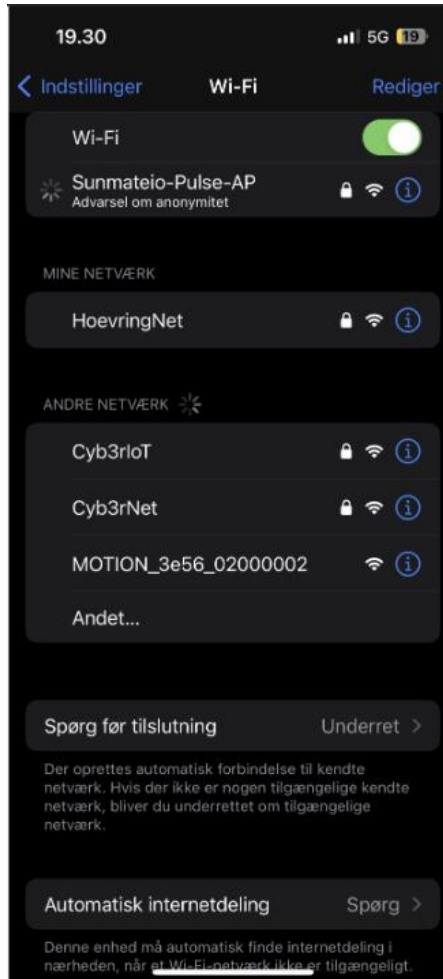 19.30
5G 19
Indstillinger
Wi-Fi
Rediger
Wi-Fi
Sunmateio-Pulse-AP
Advarsel om anonymitet
MINE NETVÆRK
HoevringNet
ANDRE NETVÆRK
Cyb3rIoT
Cyb3rNet
MOTION_3e56_02000002
Andet...
Spørg før tilslutning
Underret
Der oprettes automatisk forbindelse til kendte
netværk. Hvis der ikke er nogen tilgængelige kendte
netværk, bliver du underrettet om tilgængelige
netværk.
Automatisk internetdeling
Spørg
Denne enhed må automatisk finde internetdeling i
nærheden, når et Wi-Fi-netværk ikke er tilgængeligt.